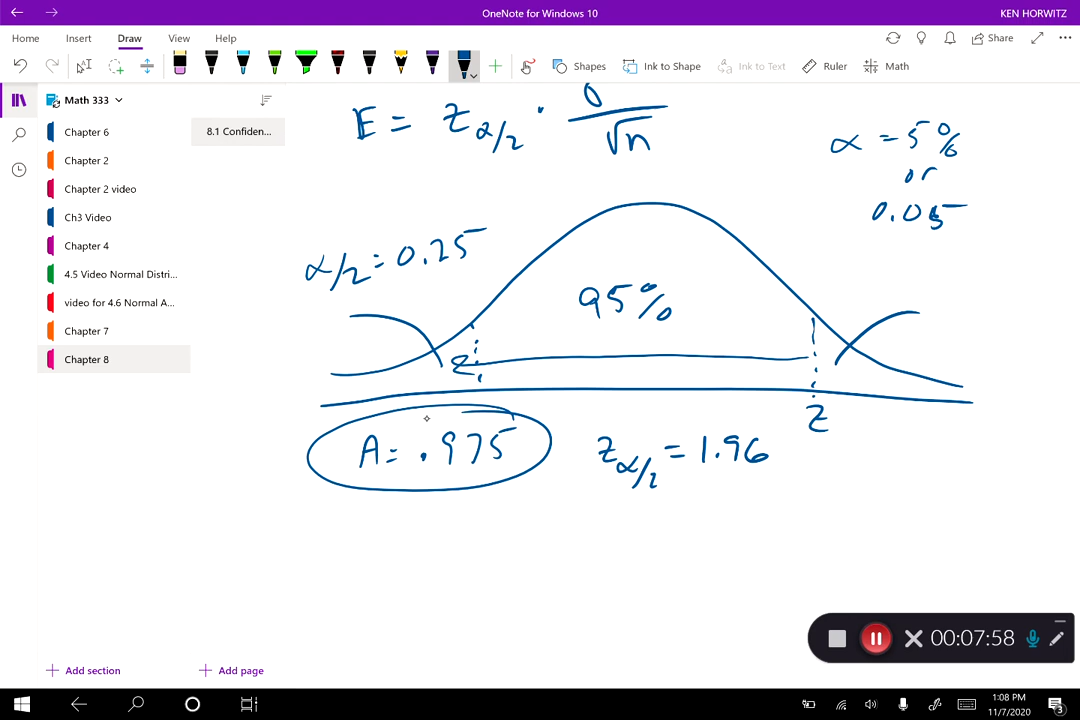 OneNote for Windows 10
KEN HORWITZ
Home Insert Draw View Help
Share
Shapes Ink to Shape Ink to Text Ruler Math
Math 333
Chapter 6
Chapter 2
Chapter 2 video
Ch3 Video
Chapter 4
4.5 Video Normal Distri...
video for 4.6 Normal A...
Chapter 7
Chapter 8
8.1 Confiden...
E = Z α/2 · σ/√n
α = 5%
or
0.05
α/2 = 0.25
95%
Z
A = .975
Z α/2 = 1.96
00:07:58
Add section
Add page
1:08 PM
11/7/2020
3